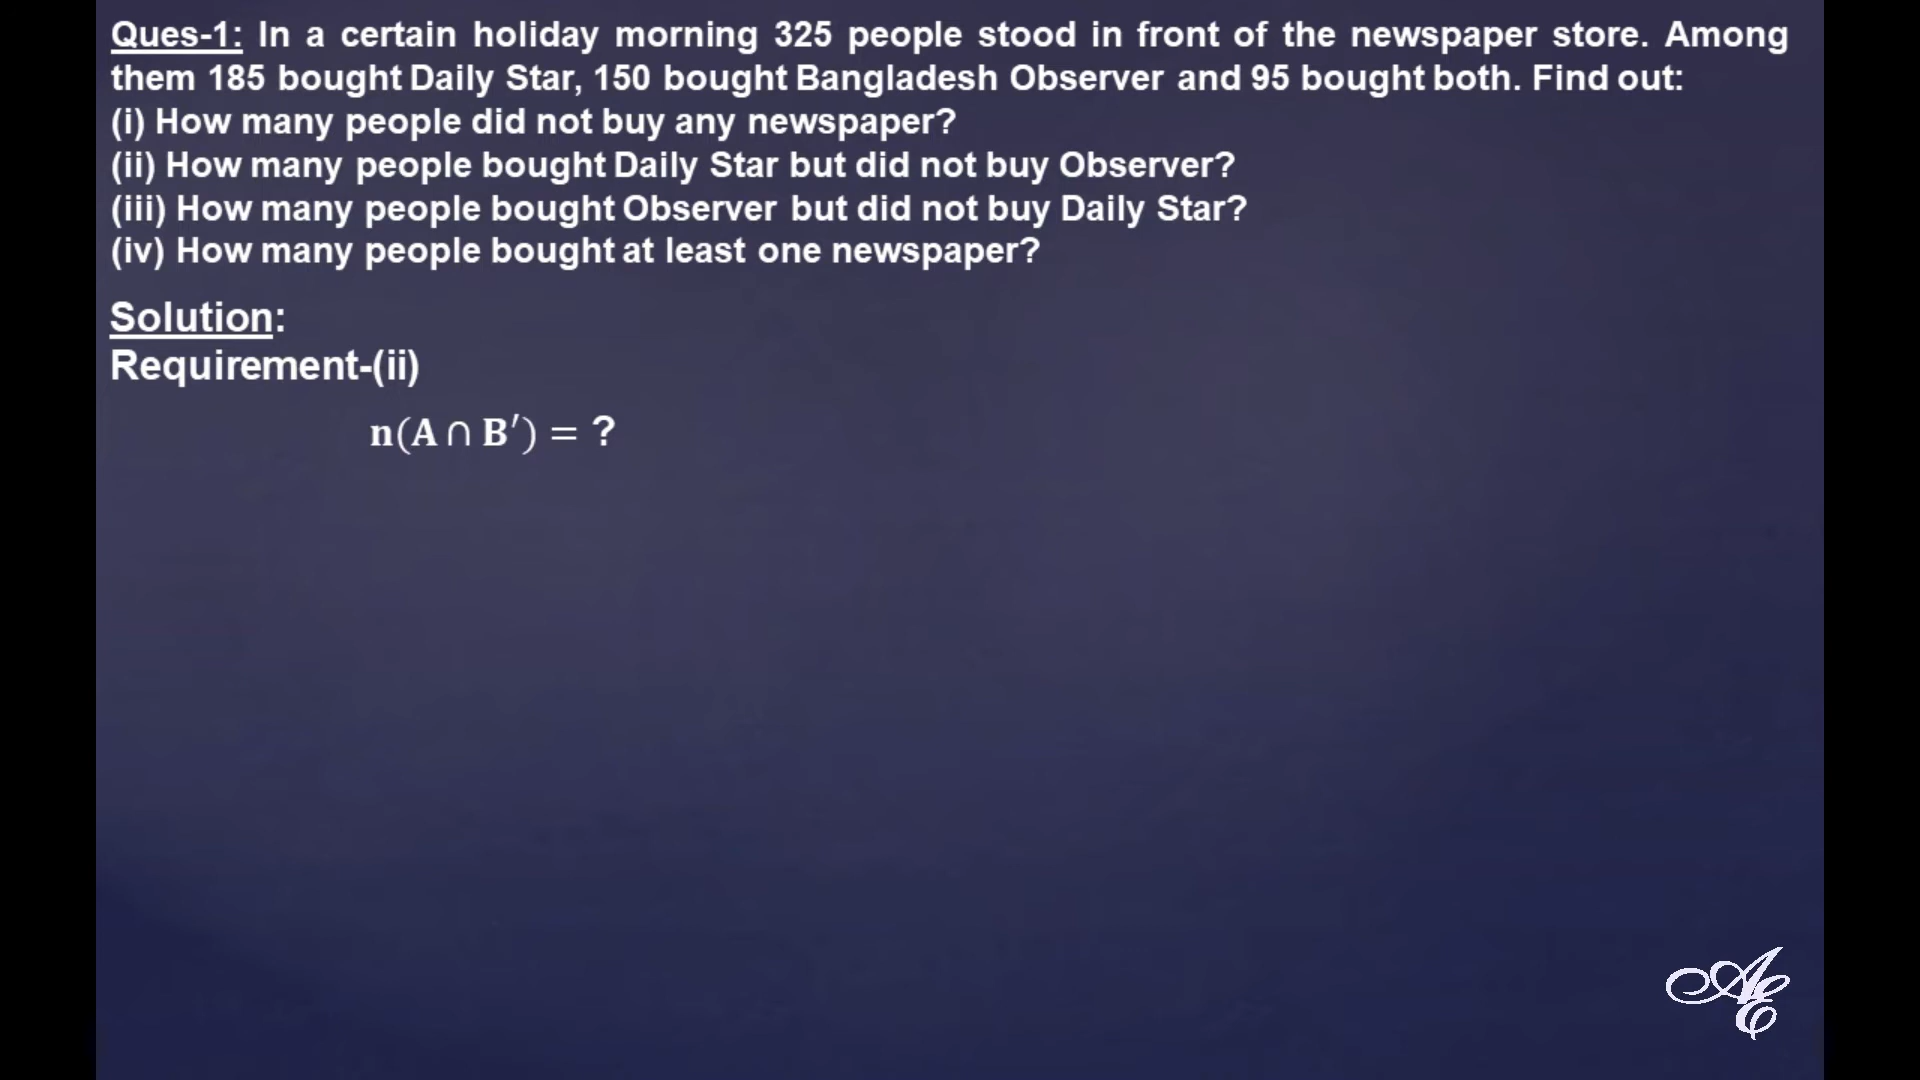 Ques-1: In a certain holiday morning 325 people stood in front of the newspaper store. Among
them 185 bought Daily Star, 150 bought Bangladesh Observer and 95 bought both. Find out:
(i) How many people did not buy any newspaper?
(ii) How many people bought Daily Star but did not buy Observer?
(iii) How many people bought Observer but did not buy Daily Star?
(iv) How many people bought at least one newspaper?
Solution:
Requirement-(ii)
n(A ∩ B′) = ?
AE